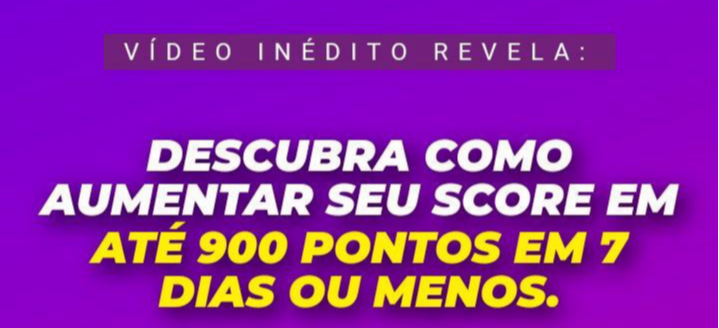 VÍDEO INÉDITO REVELA:
DESCUBRA COMO
AUMENTAR SEU SCORE EM
ATÉ 900 PONTOS EM 7
DIAS OU MENOS.